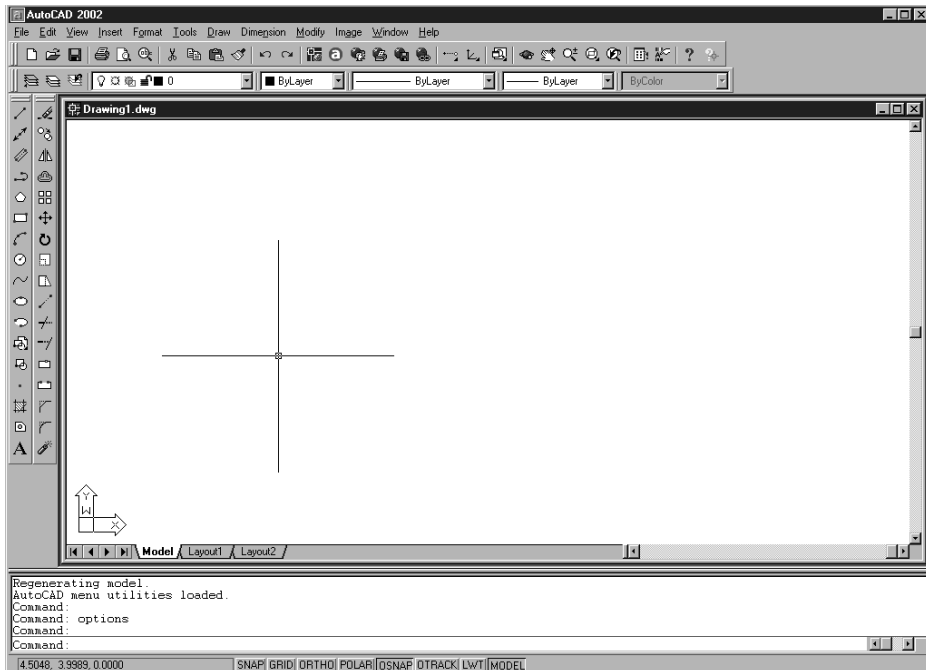 AutoCAD 2002
File Edit View Insert Format Tools Draw Dimension Modify Image Window Help
0 ByLayer ByLayer ByLayer ByColor
Drawing1.dwg
A
Y
W
X
Model Layout1 Layout2
Regenerating model.
AutoCAD menu utilities loaded.
Command:
Command: options
Command:
Command:
4.5048, 3.9989, 0.0000 SNAP GRID ORTHO POLAR OSNAP OTRACK LWT MODEL